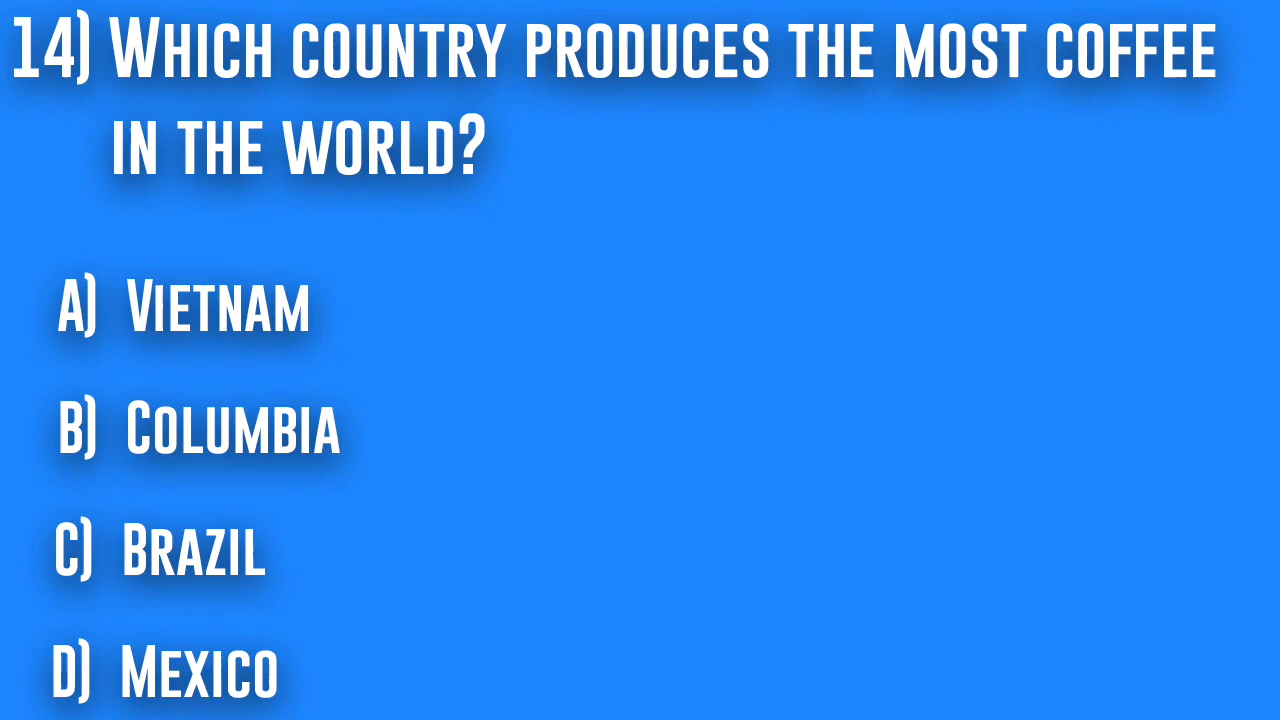 14) Which country produces the most coffee
in the world?
A) Vietnam
B) Columbia
C) Brazil
D) Mexico